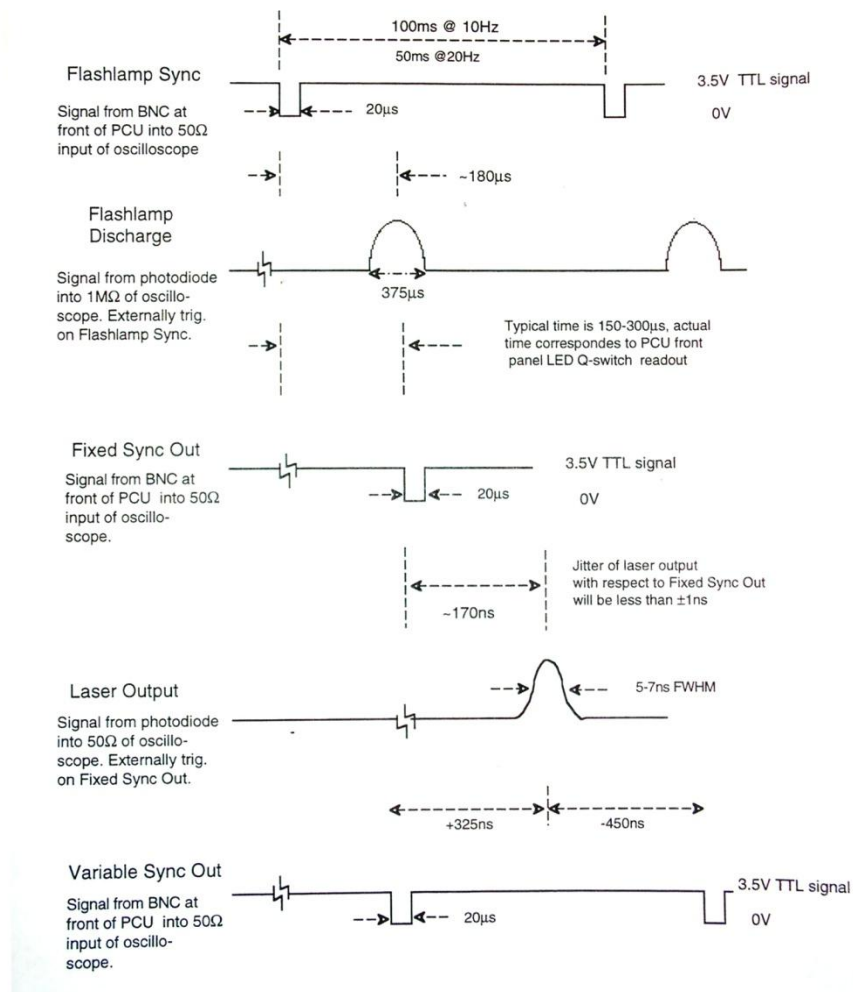 100ms @ 10Hz
50ms @20Hz
Flashlamp Sync
3.5V TTL signal
Signal from BNC at
front of PCU into 50Ω
input of oscilloscope
20µs
0V
~180µs
Flashlamp
Discharge
Signal from photodiode
into 1MΩ of oscillo-
scope. Externally trig.
on Flashlamp Sync.
375µs
Typical time is 150-300µs, actual
time correspondes to PCU front
panel LED Q-switch readout
Fixed Sync Out
3.5V TTL signal
Signal from BNC at
front of PCU into 50Ω
input of oscillo-
scope.
20µs
0V
Jitter of laser output
with respect to Fixed Sync Out
will be less than ±1ns
~170ns
Laser Output
5-7ns FWHM
Signal from photodiode
into 50Ω of oscillo-
scope. Externally trig.
on Fixed Sync Out.
+325ns
-450ns
Variable Sync Out
3.5V TTL signal
Signal from BNC at
front of PCU into 50Ω
input of oscillo-
scope.
20µs
0V